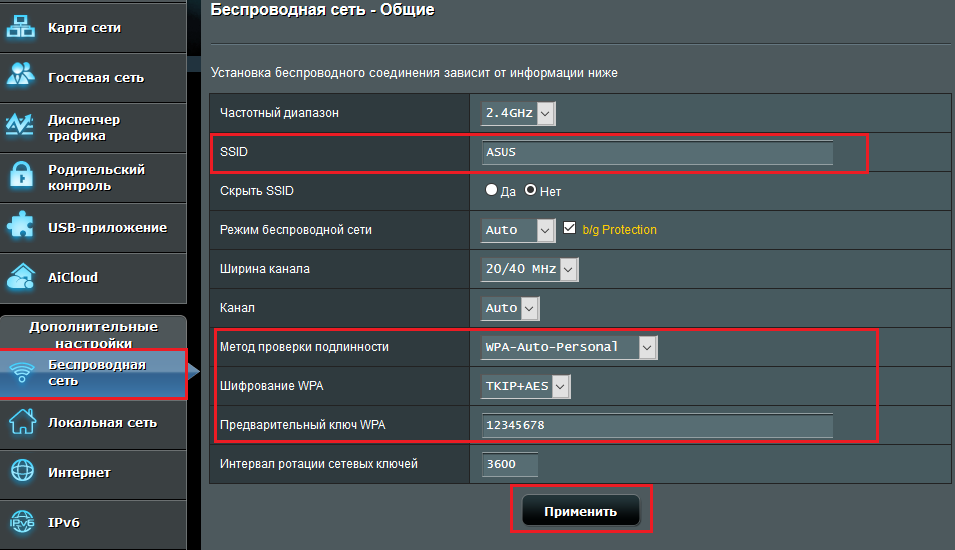 Карта сети
Гостевая сеть
Диспетчер
трафика
Родительский
контроль
USB-приложение
AiCloud
Дополнительные
настройки
Беспроводная
сеть
Локальная сеть
Интернет
IPv6
IPv6
Беспроводная сеть - Общие
Установка беспроводного соединения зависит от информации ниже
Частотный диапазон 2.4GHz
SSID ASUS
Скрыть SSID Да Нет
Режим беспроводной сети Auto b/g Protection
Ширина канала 20/40 MHz
Канал Auto
Метод проверки подлинности WPA-Auto-Personal
Шифрование WPA TKIP+AES
Предварительный ключ WPA 12345678
Интервал ротации сетевых ключей 3600
Применить